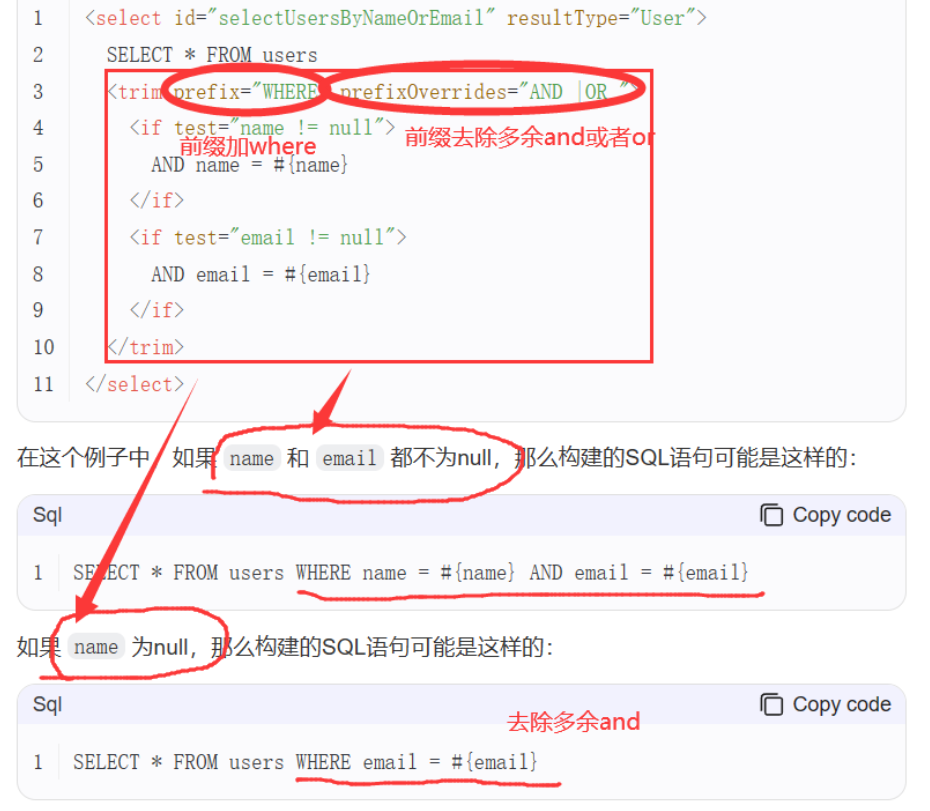 1 <select id="selectUsersByNameOrEmail" resultType="User">
2 SELECT * FROM users
3 <trim prefix="WHERE" prefixOverrides="AND |OR ">
4 <if test="name != null">
前缀加where
前缀去除多余and或者or
5 AND name = #{name}
6 </if>
7 <if test="email != null">
8 AND email = #{email}
9 </if>
10 </trim>
11 </select>
在这个例子中，如果 name 和 email 都不为null，那么构建的SQL语句可能是这样的：
Sql Copy code
1 SELECT * FROM users WHERE name = #{name} AND email = #{email}
如果 name 为null，那么构建的SQL语句可能是这样的：
Sql Copy code
去除多余and
1 SELECT * FROM users WHERE email = #{email}